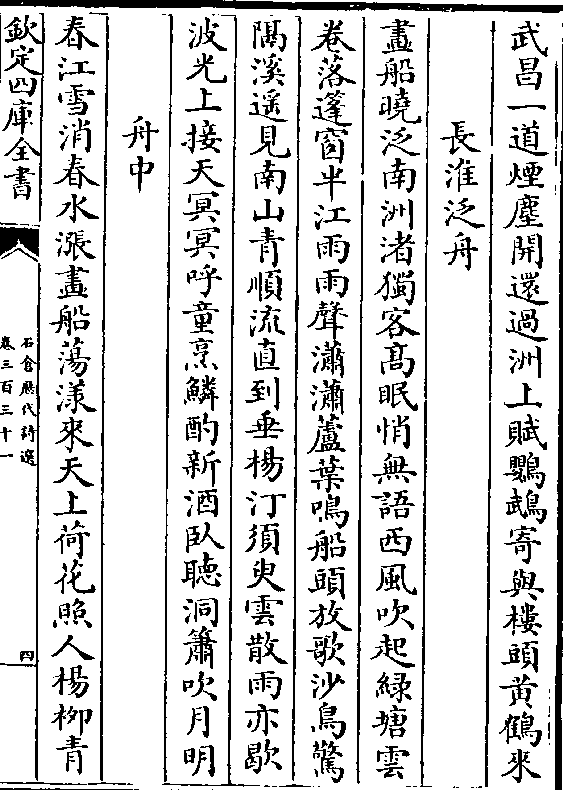 武昌一道煙塵開還過洲上賦鸚鵡寄與樓頭黄鶴來
長淮泛舟
畫船曉泛南洲渚獨客髙眠悄無語西風吹起緑塘雲
卷落篷窗半江雨雨聲瀟瀟蘆葉鳴船頭放歌沙鳥驚
隔溪遥見南山青順流直到垂楊汀須臾雲散雨亦歇
波光上接天冥冥呼童烹鱗酌新酒臥聽洞簫吹月明
舟中
春江雪消春水漲畫船蕩漾來天上荷花照人楊柳青
欽定四庫全書
石倉歷代詩選
卷三百三十一
四